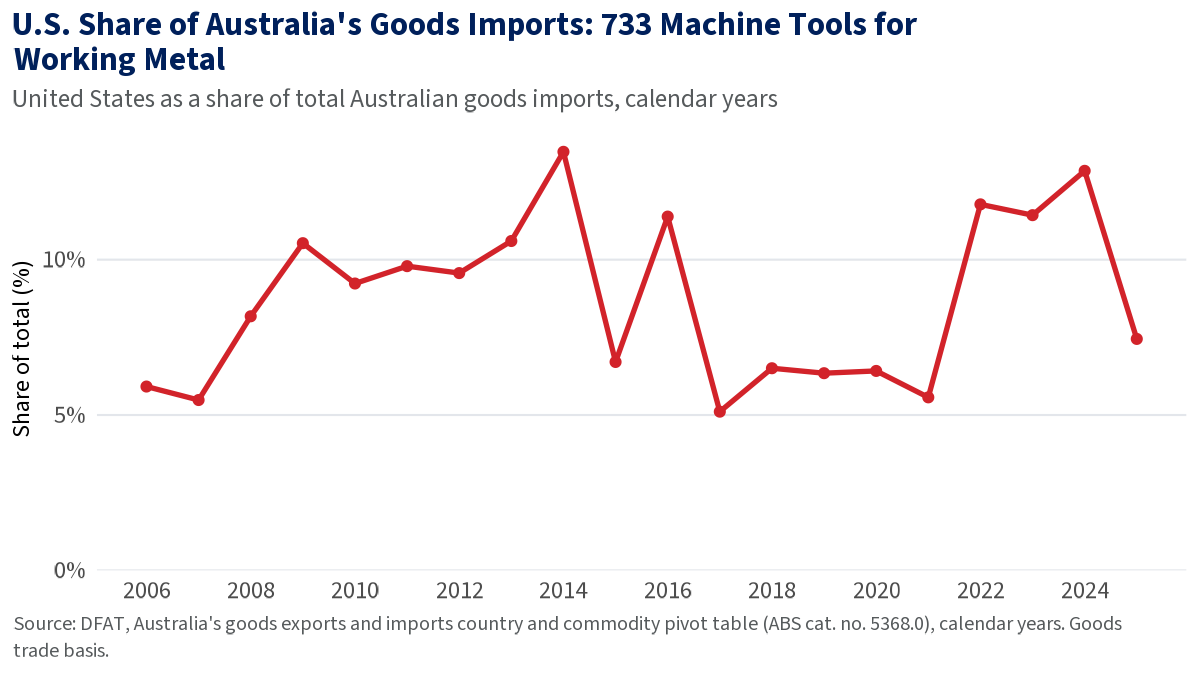 U.S. Share of Australia's Goods Imports: 733 Machine Tools for
Working Metal
United States as a share of total Australian goods imports, calendar years
Share of total (%)
10%
5%
0%
2006 2008 2010 2012 2014 2016 2018 2020 2022 2024
Source: DFAT, Australia's goods exports and imports country and commodity pivot table (ABS cat. no. 5368.0), calendar years. Goods
trade basis.